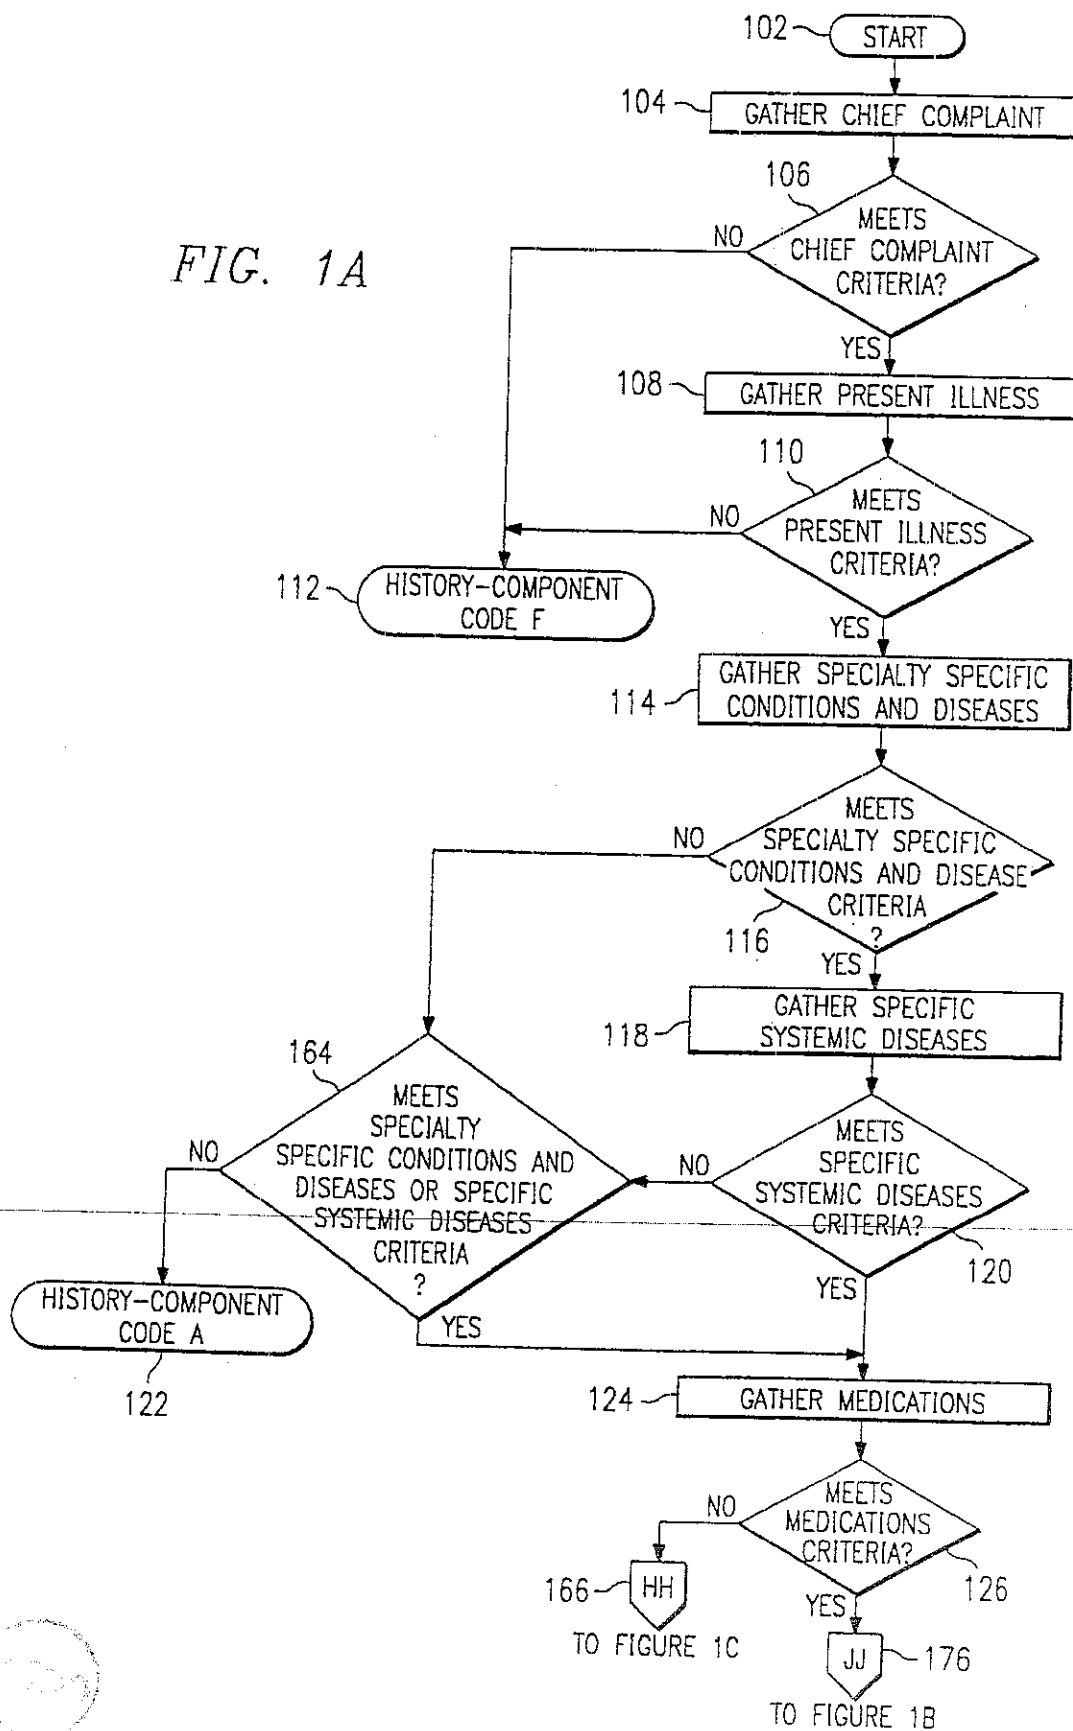 102
START
104
GATHER CHIEF COMPLAINT
106
MEETS
CHIEF COMPLAINT
CRITERIA?
NO
FIG. 1A
YES
108
GATHER PRESENT ILLNESS
110
MEETS
PRESENT ILLNESS
CRITERIA?
NO
112
HISTORY-COMPONENT
CODE F
YES
114
GATHER SPECIALTY SPECIFIC
CONDITIONS AND DISEASES
MEETS
SPECIALTY SPECIFIC
CONDITIONS AND DISEASE
CRITERIA
?
NO
116
YES
118
GATHER SPECIFIC
SYSTEMIC DISEASES
164
MEETS
SPECIALTY
SPECIFIC CONDITIONS AND
DISEASES OR SPECIFIC
SYSTEMIC DISEASES
CRITERIA
?
NO
NO
MEETS
SPECIFIC
SYSTEMIC DISEASES
CRITERIA?
120
YES
HISTORY-COMPONENT
CODE A
122
YES
124
GATHER MEDICATIONS
MEETS
MEDICATIONS
CRITERIA?
NO
126
166
HH
TO FIGURE 1C
YES
JJ
176
TO FIGURE 1B